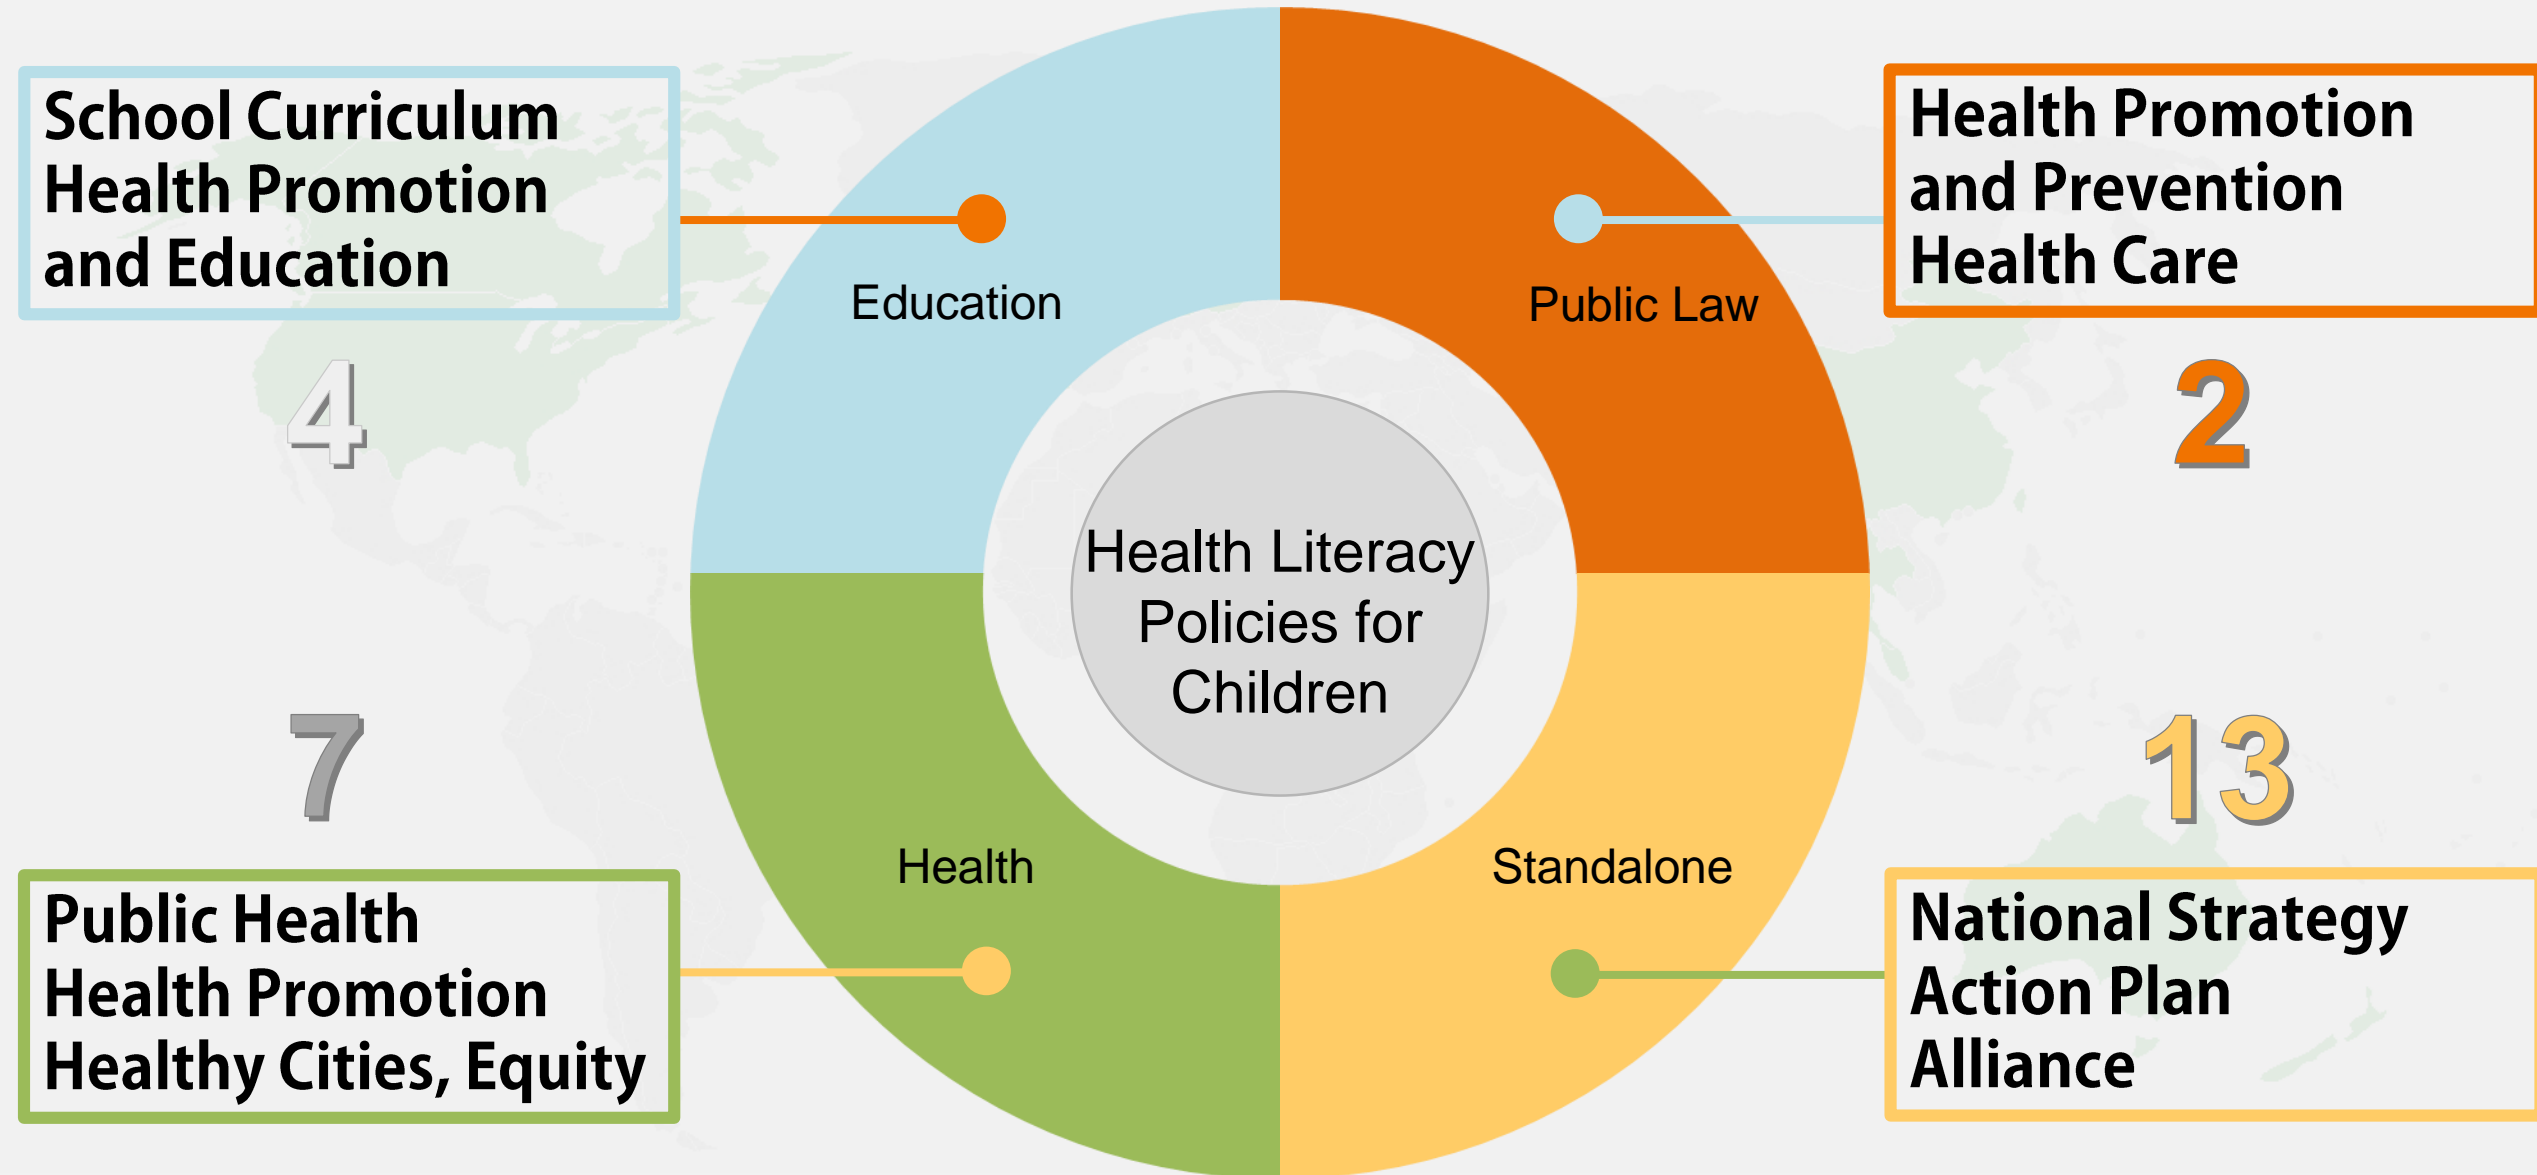 School Curriculum
Health Promotion
and Education
Education
4
Public Law
Health Promotion
and Prevention
Health Care
2
Health Literacy
Policies for
Children
7
Health
Public Health
Health Promotion
Healthy Cities, Equity
13
Standalone
National Strategy
Action Plan
Alliance